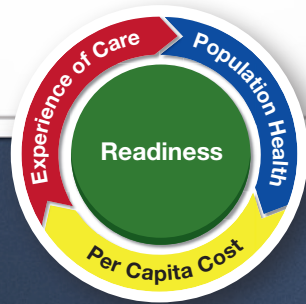 Experience of Care
Population Health
Readiness
Per Capita Cost